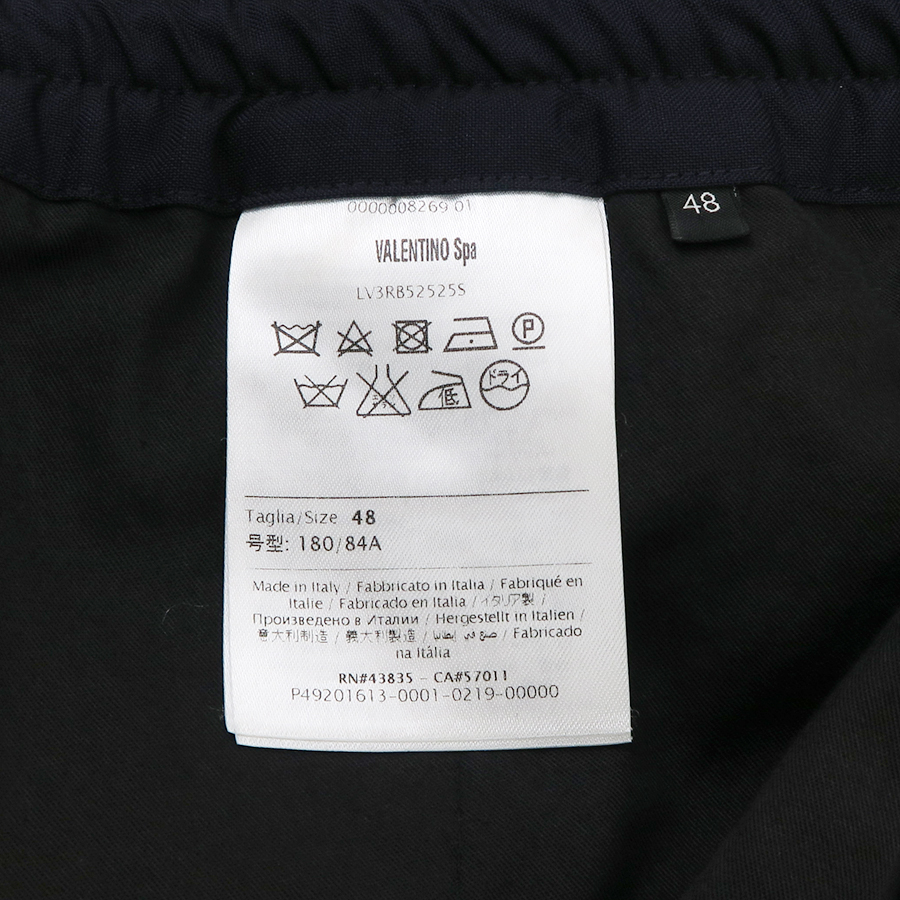 0000008269 01
48
VALENTINO Spa
LV3RB52525S
P
低
ドライ
Taglia/Size 48
号型: 180/84A
Made in Italy / Fabbricato in Italia / Fabriqué en
Italie / Fabricado en Italia / イタリア製 /
Произведено в Италии / Hergestellt in Italien /
意大利制造 / 義大利製造 / صنع في إيطاليا / Fabricado
na Itália
RN#43835 - CA#57011
P49201613-0001-0219-00000